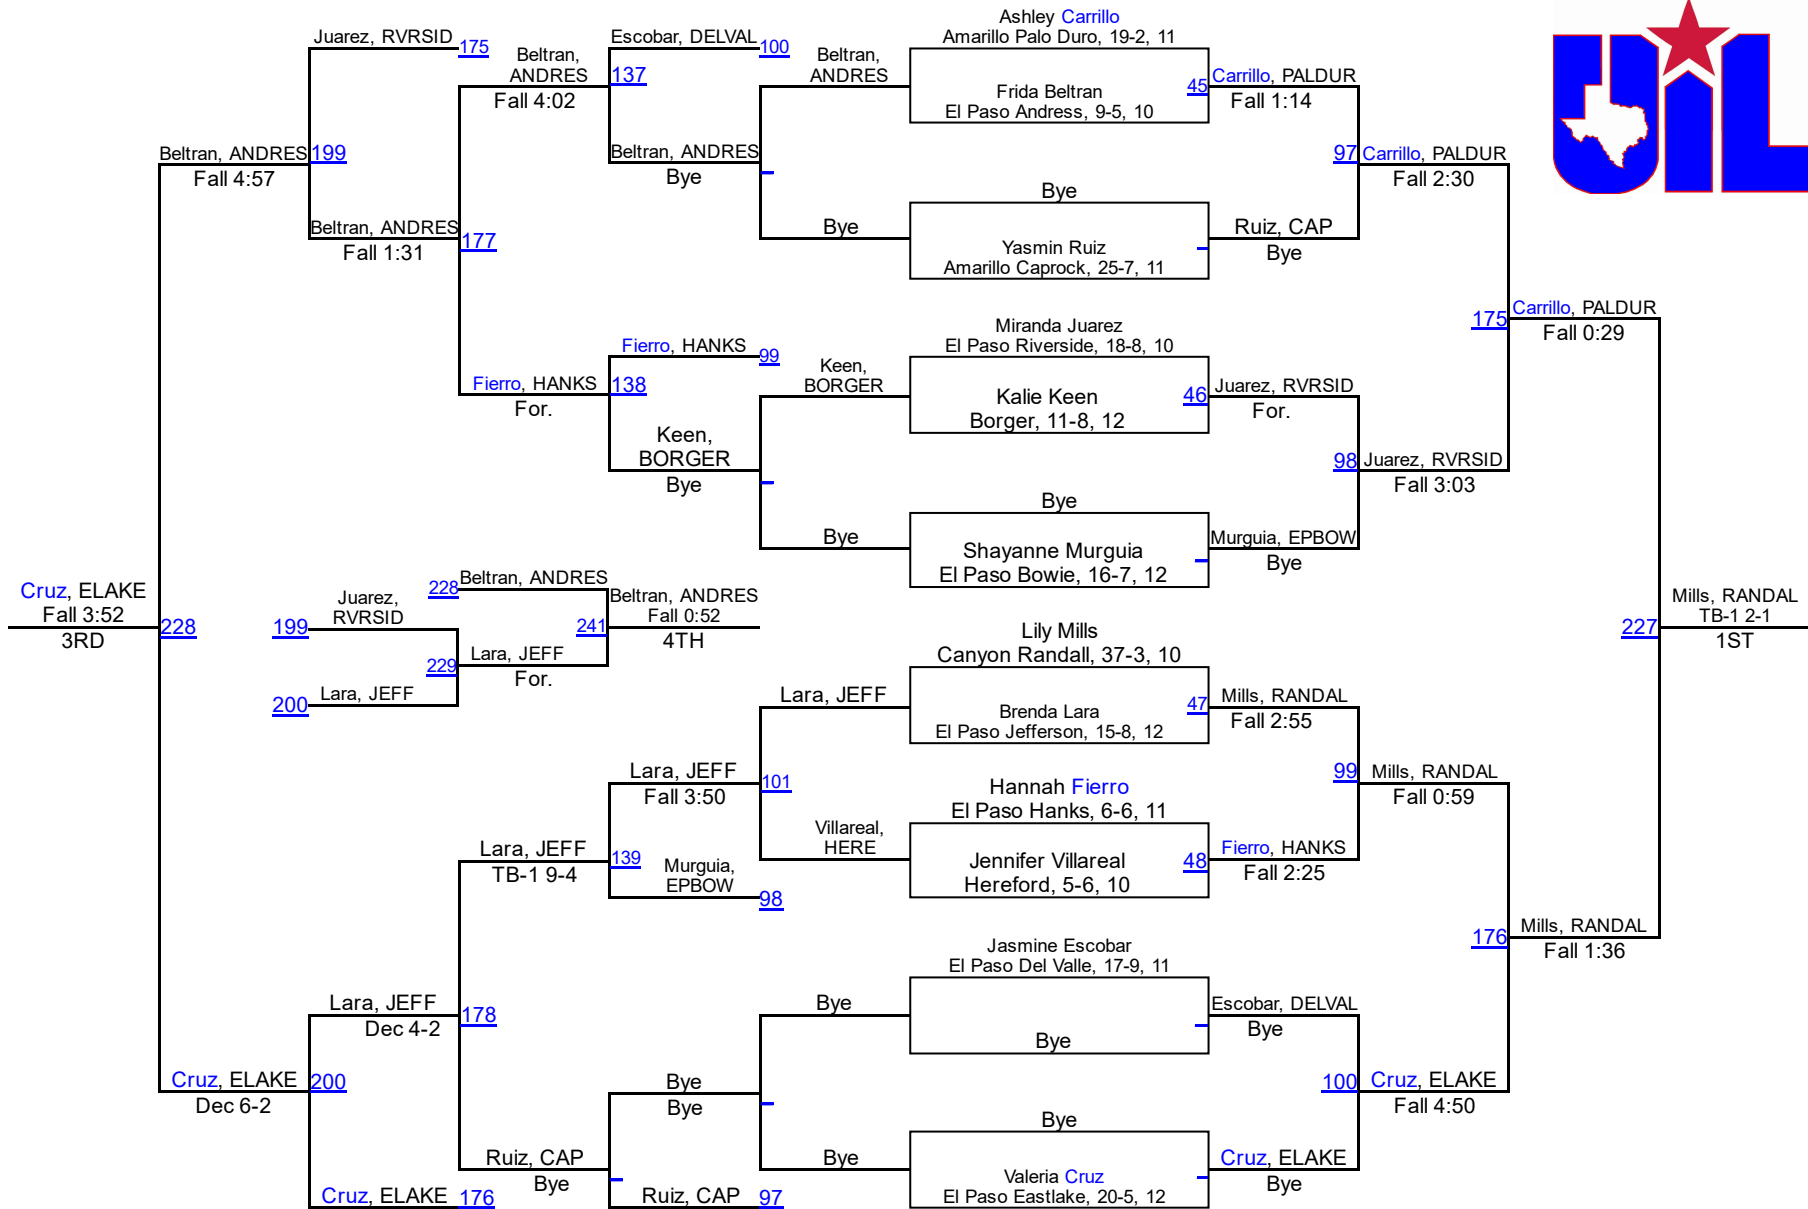 Ashley Carrillo
Amarillo Palo Duro, 19-2, 11
Juarez, RVRSID
175
Beltran,
ANDRES
Fall 4:02
Escobar, DELVAL
100
137
Beltran,
ANDRES
Frida Beltran
El Paso Andress, 9-5, 10
45
Carrillo, PALDUR
Fall 1:14
UIL
Beltran, ANDRES
Fall 4:57
199
Beltran, ANDRES
Bye
97
Carrillo, PALDUR
Fall 2:30
Bye
Beltran, ANDRES
Fall 1:31
177
Bye
Yasmin Ruiz
Amarillo Caprock, 25-7, 11
Ruiz, CAP
Bye
Miranda Juarez
El Paso Riverside, 18-8, 10
175
Carrillo, PALDUR
Fall 0:29
Fierro, HANKS
99
Fierro, HANKS
For.
138
Keen,
BORGER
Kalie Keen
Borger, 11-8, 12
46
Juarez, RVRSID
For.
Keen,
BORGER
Bye
98
Juarez, RVRSID
Fall 3:03
Bye
Bye
Shayanne Murguia
El Paso Bowie, 16-7, 12
Murguia, EPBOW
Bye
Cruz, ELAKE
Fall 3:52
3RD
228
199
Juarez,
RVRSID
228
Beltran, ANDRES
241
Beltran, ANDRES
Fall 0:52
4TH
229
Lara, JEFF
For.
200
Lara, JEFF
227
Mills, RANDAL
TB-1 2-1
1ST
Lily Mills
Canyon Randall, 37-3, 10
Lara, JEFF
Brenda Lara
El Paso Jefferson, 15-8, 12
47
Mills, RANDAL
Fall 2:55
Lara, JEFF
Fall 3:50
101
99
Mills, RANDAL
Fall 0:59
Hannah Fierro
El Paso Hanks, 6-6, 11
Villareal,
HERE
Jennifer Villareal
Hereford, 5-6, 10
48
Fierro, HANKS
Fall 2:25
Lara, JEFF
TB-1 9-4
139
Murguia,
EPBOW
98
176
Mills, RANDAL
Fall 1:36
Jasmine Escobar
El Paso Del Valle, 17-9, 11
Lara, JEFF
Dec 4-2
178
Bye
Bye
Escobar, DELVAL
Bye
Cruz, ELAKE
Dec 6-2
200
Bye
Bye
100
Cruz, ELAKE
Fall 4:50
Bye
Ruiz, CAP
Bye
Bye
Valeria Cruz
El Paso Eastlake, 20-5, 12
Cruz, ELAKE
Bye
Cruz, ELAKE
176
Ruiz, CAP
97